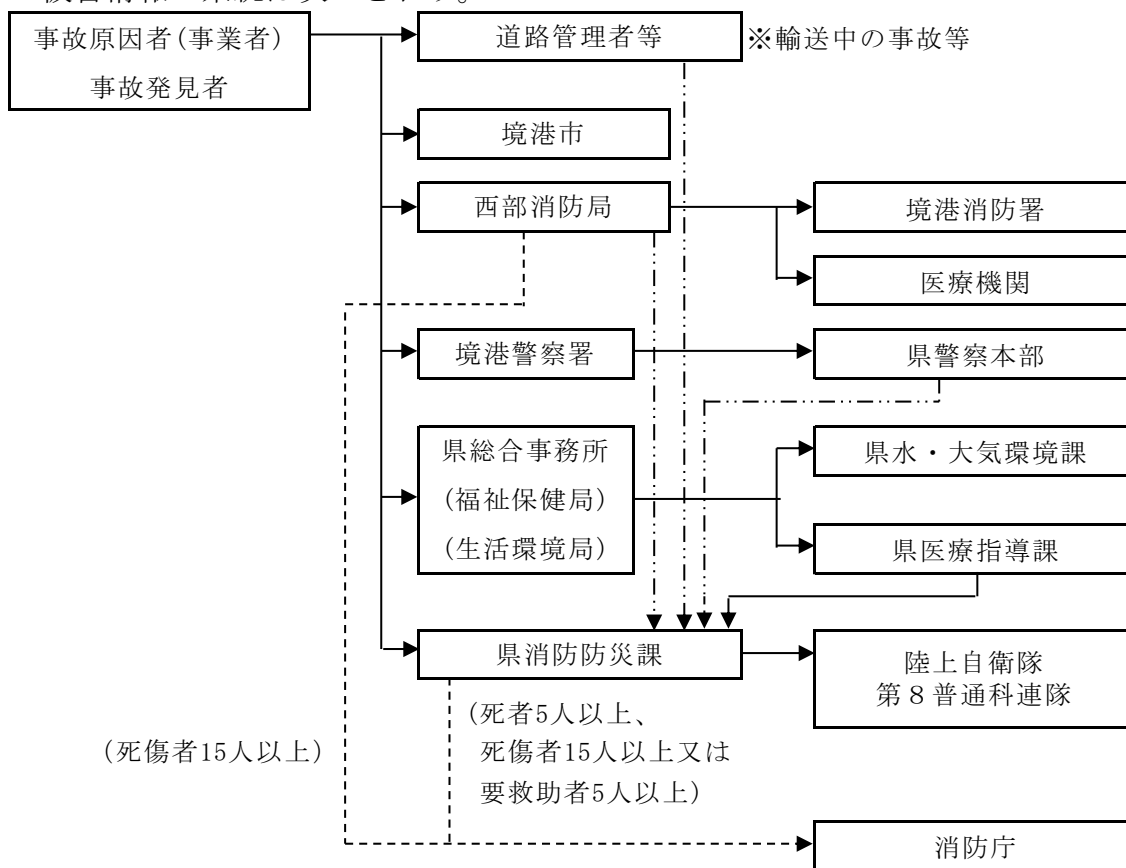 事故原因者(事業者)
事故発見者
道路管理者等
※輸送中の事故等
境港市
西部消防局
境港消防署
医療機関
境港警察署
県警察本部
県総合事務所
(福祉保健局)
(生活環境局)
県水・大気環境課
県医療指導課
県消防防災課
陸上自衛隊
第８普通科連隊
(死傷者15人以上)
(死者5人以上、
死傷者15人以上又は
要救助者5人以上)
消防庁